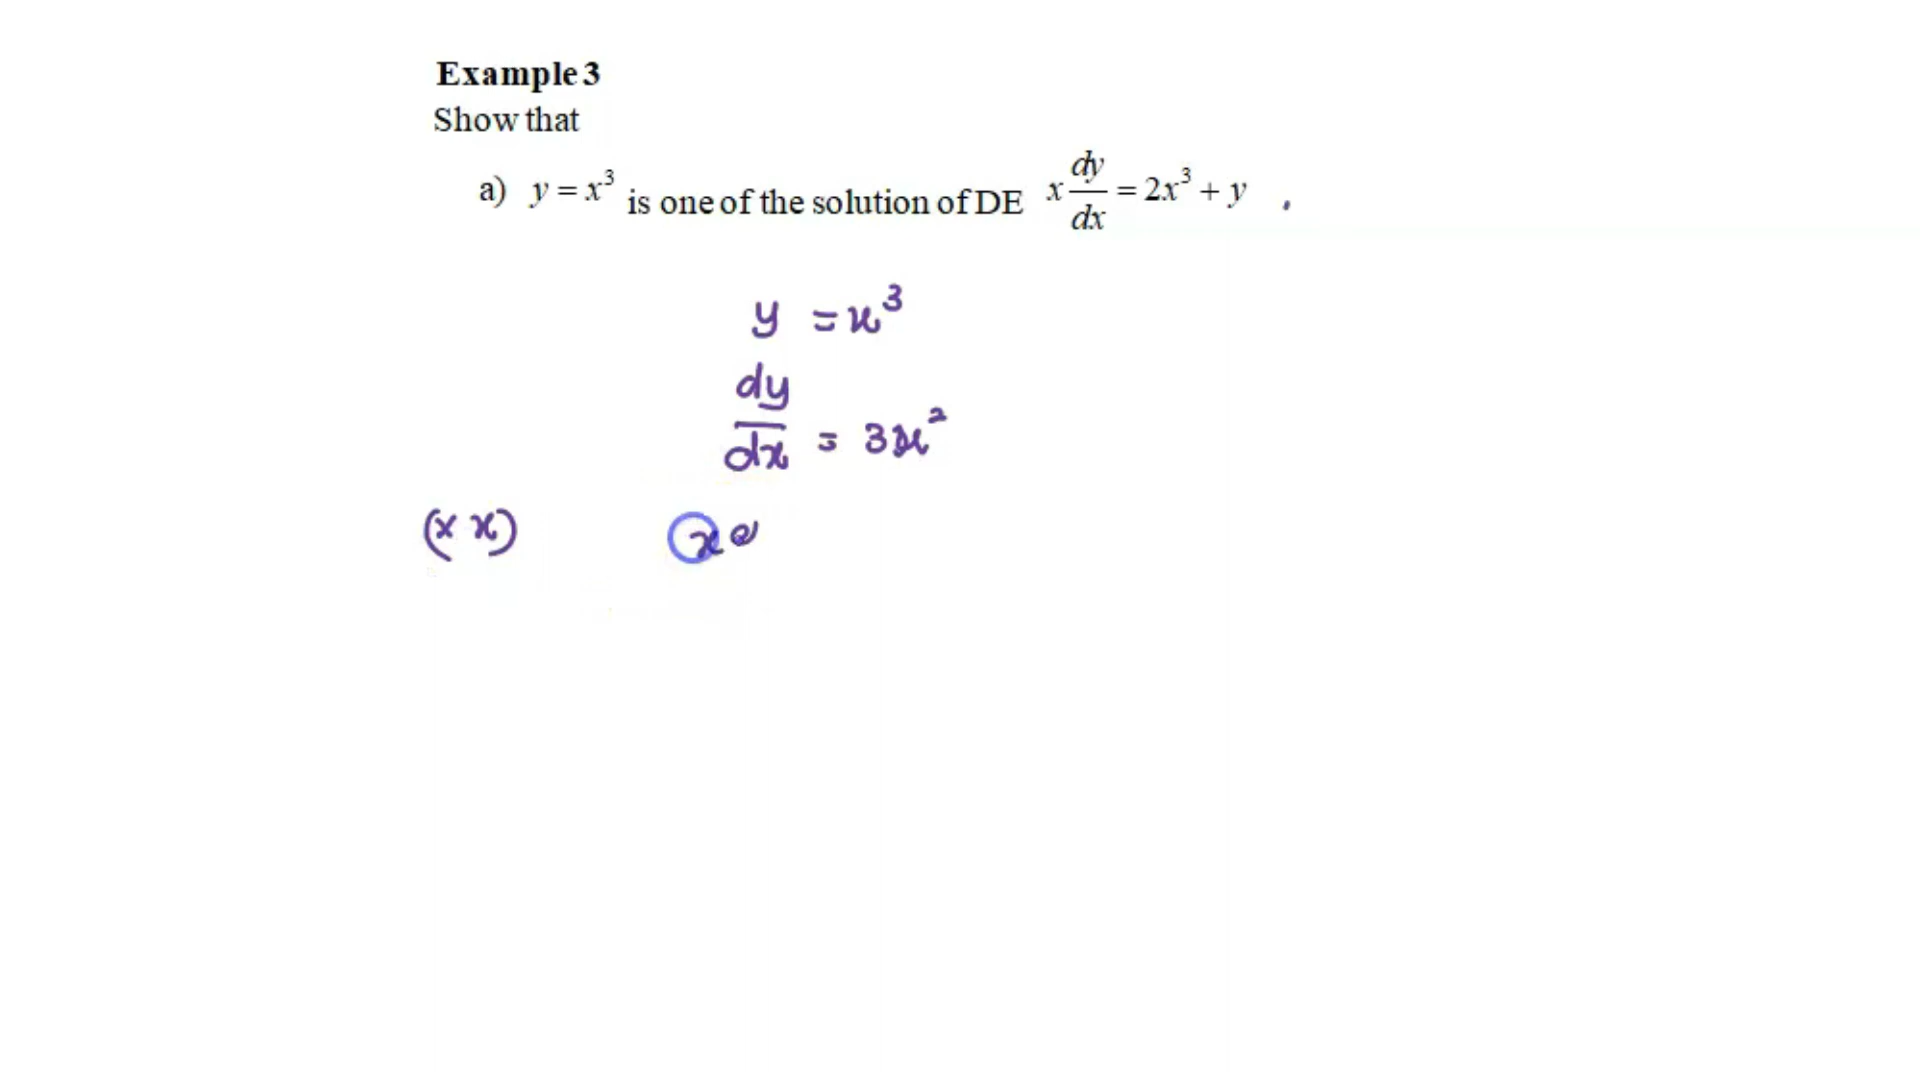 Example 3
Show that
a) y = x³ is one of the solution of DE x dy/dx = 2x³ + y .
y = x³
dy/dx = 3x²
(× x) x